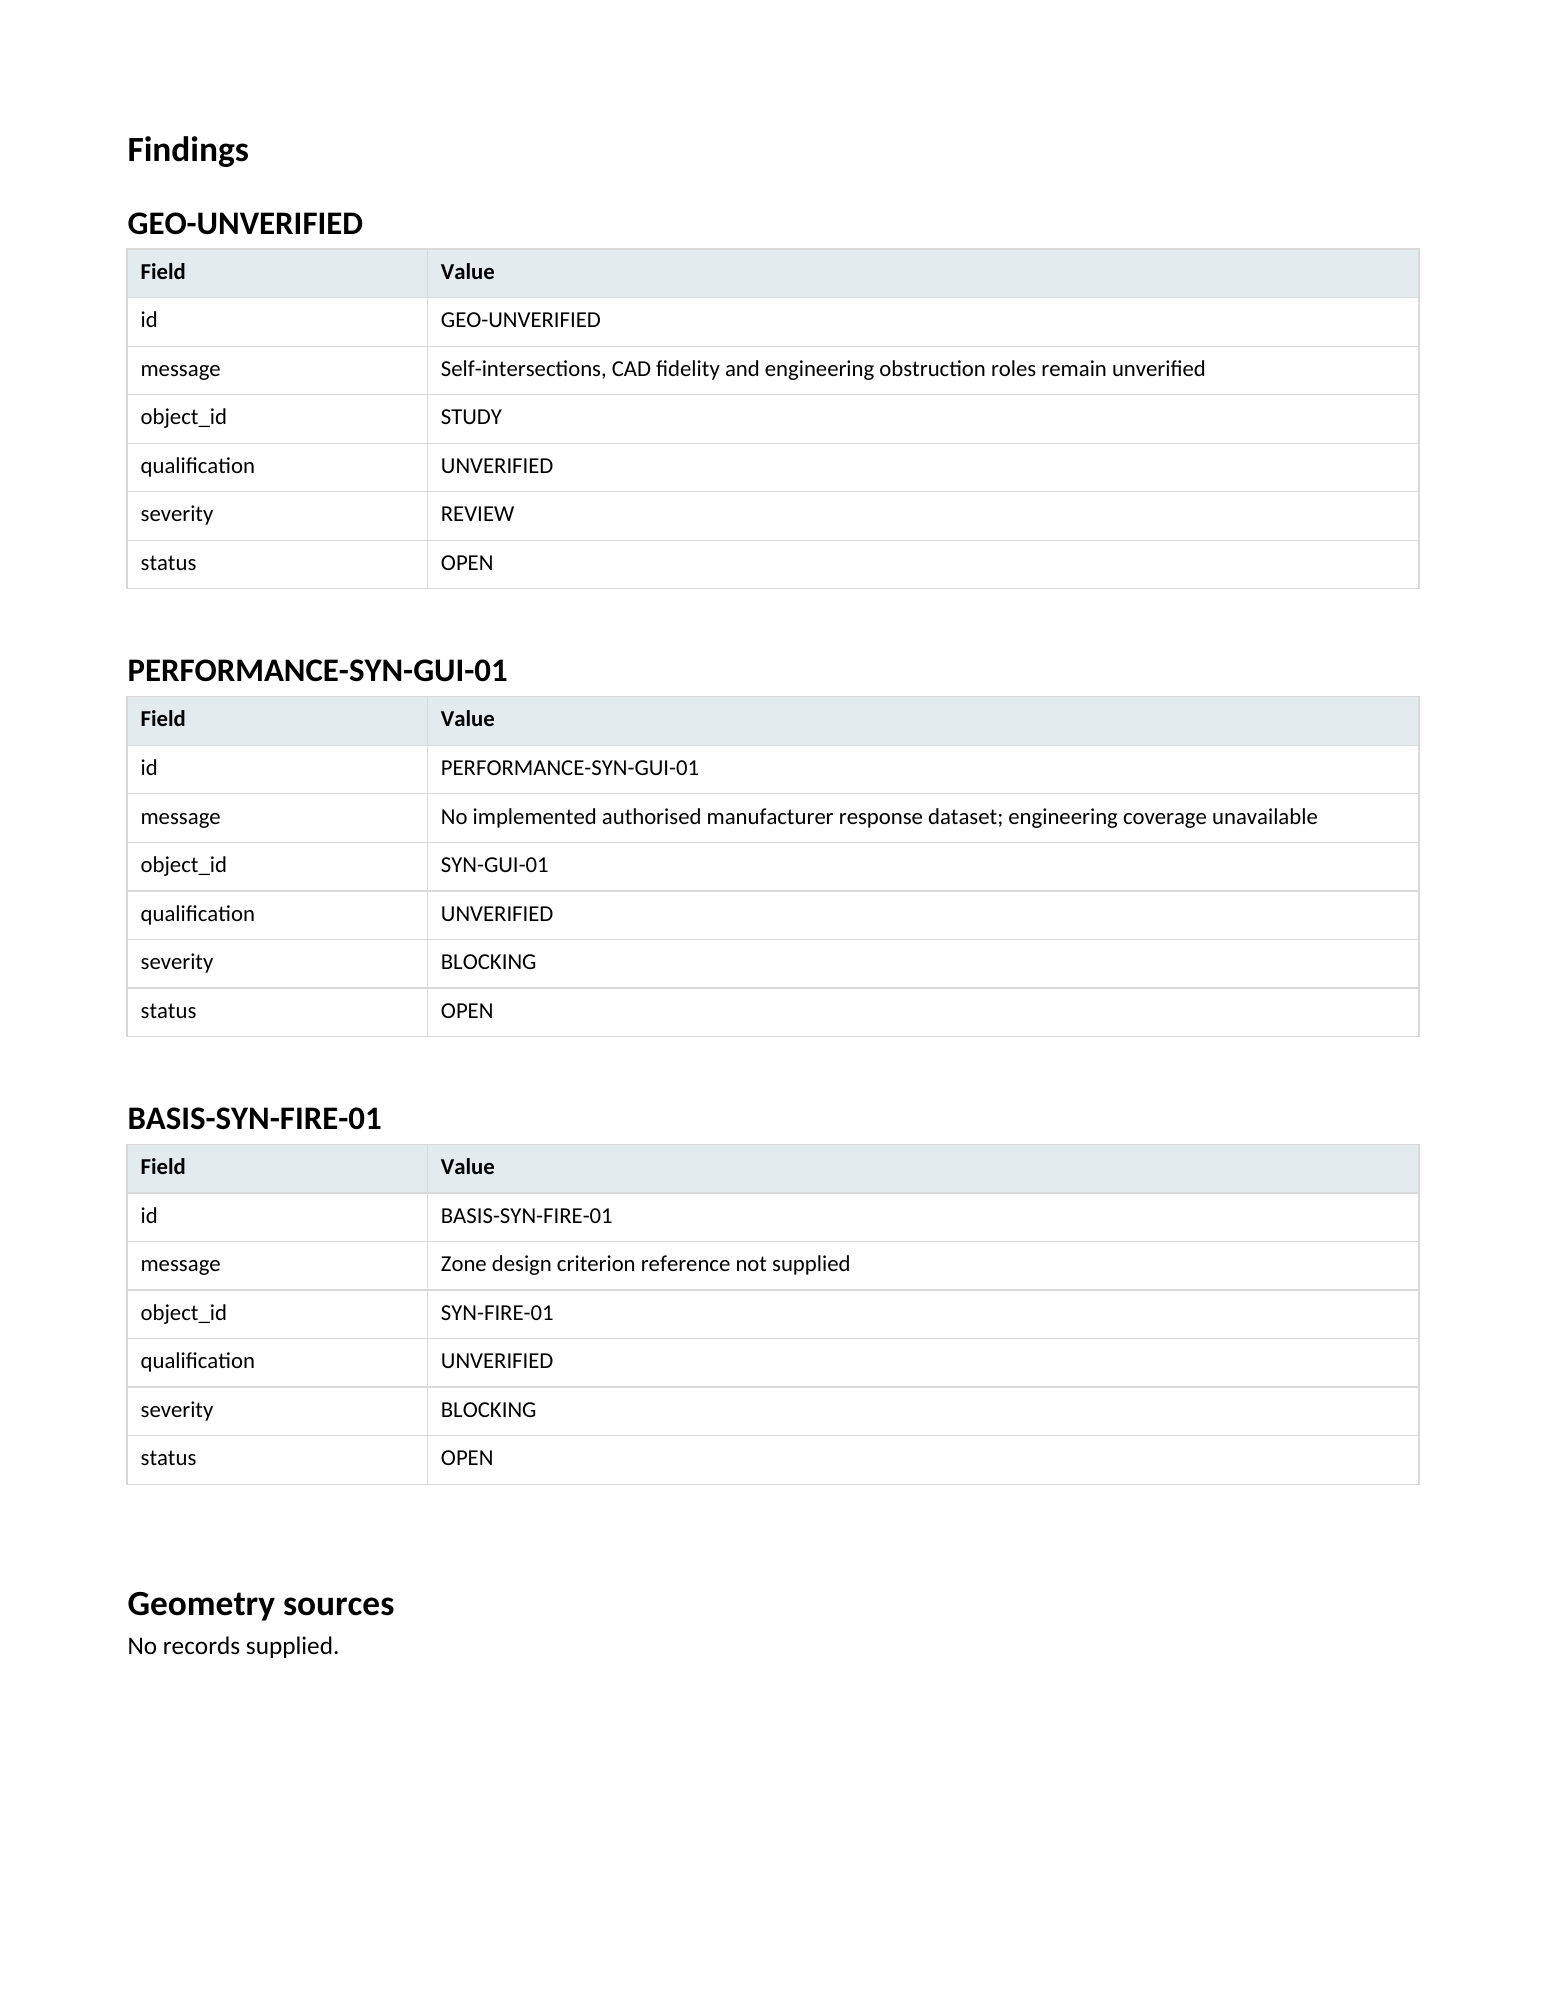 Findings
GEO-UNVERIFIED
Field Value
id GEO-UNVERIFIED
message Self-intersections, CAD fidelity and engineering obstruction roles remain unverified
object_id STUDY
qualification UNVERIFIED
severity REVIEW
status OPEN
PERFORMANCE-SYN-GUI-01
Field Value
id PERFORMANCE-SYN-GUI-01
message No implemented authorised manufacturer response dataset; engineering coverage unavailable
object_id SYN-GUI-01
qualification UNVERIFIED
severity BLOCKING
status OPEN
BASIS-SYN-FIRE-01
Field Value
id BASIS-SYN-FIRE-01
message Zone design criterion reference not supplied
object_id SYN-FIRE-01
qualification UNVERIFIED
severity BLOCKING
status OPEN
Geometry sources
No records supplied.